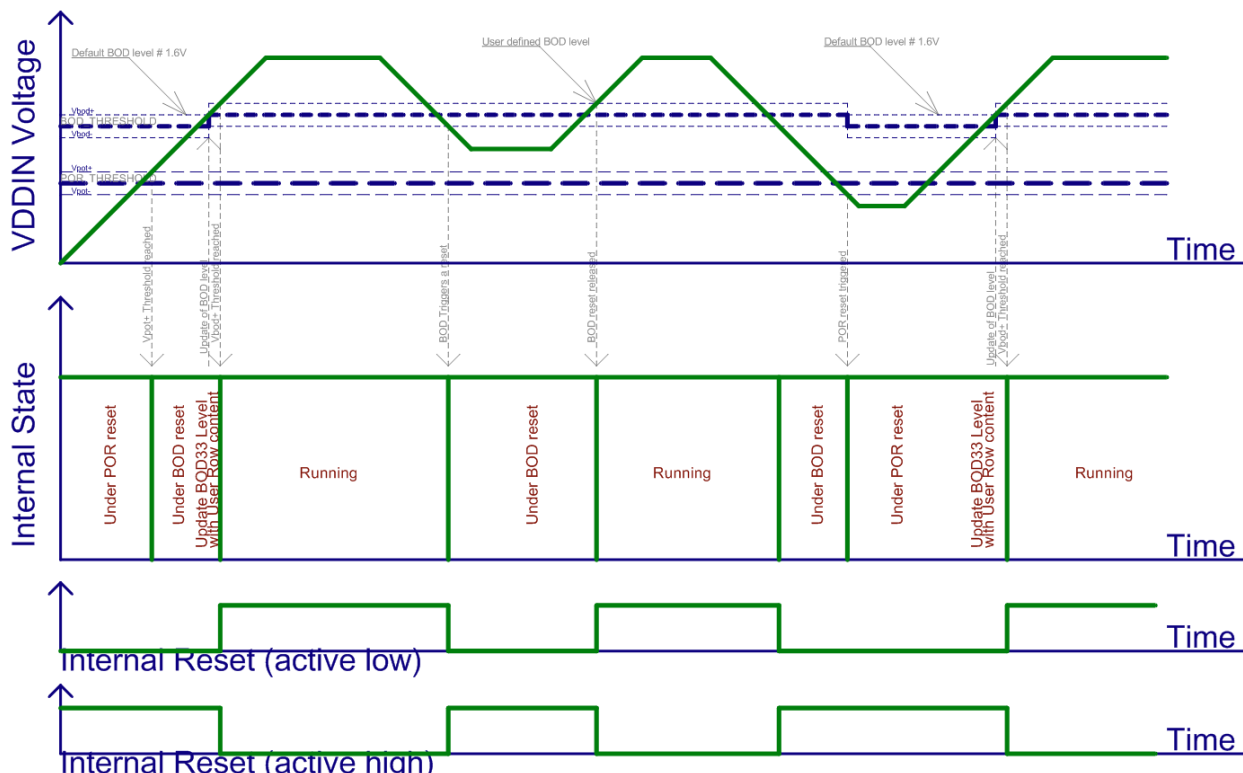 VDDIN Voltage
Default BOD level # 1.6V
User defined BOD level
Default BOD level # 1.6V
Vbod+
BOD THRESHOLD
Vbod-
Vpot+
POR THRESHOLD
Vpot-
Time
Vpot+ Threshold reached
Update of BOD level
Vbod+ Threshold reached
BOD Triggers a reset
BOD reset released
POR reset triggered
Update of BOD level
Vbod+ Threshold reached
Internal State
Under POR reset
Under BOD reset
Update BOD33 Level
with User Row content
Running
Under BOD reset
Running
Under BOD reset
Under POR reset
Update BOD33 Level
with User Row content
Running
Time
Internal Reset (active low)
Time
Internal Reset (active high)
Time